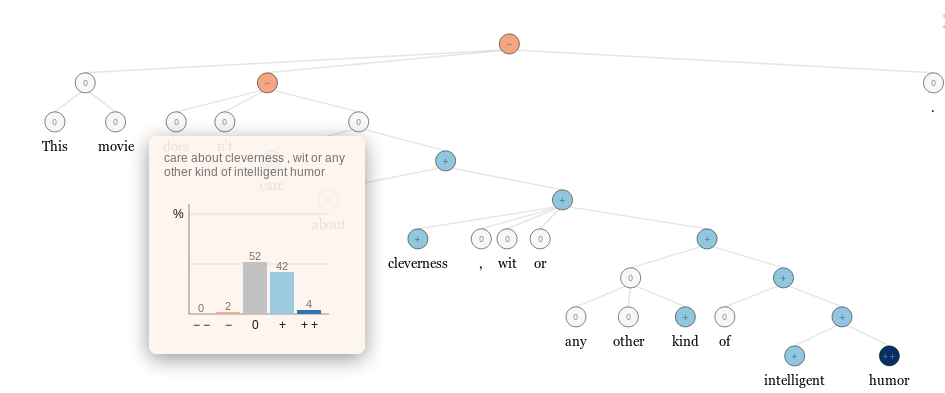 −
0
−
0
0
0
0
0
0
This
movie
does
n't
.
care about cleverness , wit or any
other kind of intelligent humor
care
about
+
+
+
0
0
0
+
cleverness
,
wit
or
0
+
0
0
+
0
+
any
other
kind
of
+
++
intelligent
humor
%
0
2
52
42
4
− −
−
0
+
+ +